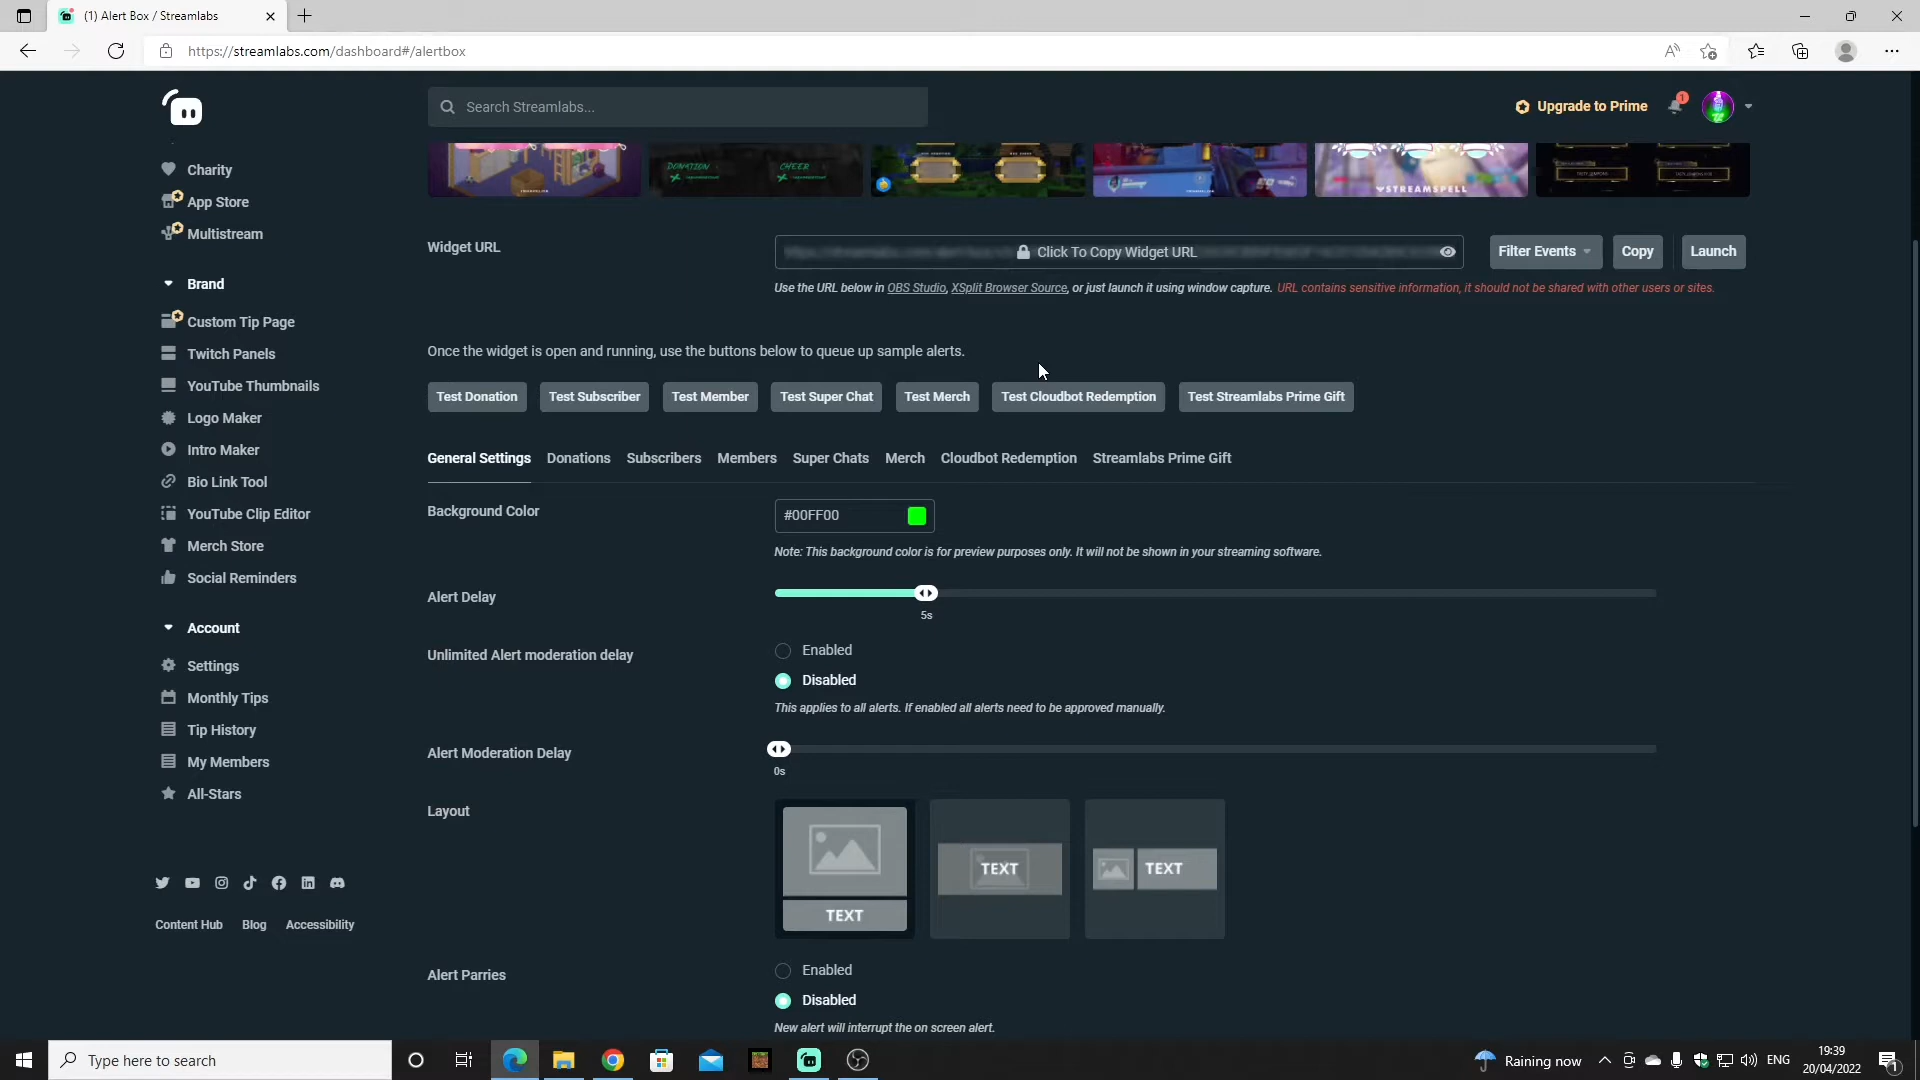 (1) Alert Box / Streamlabs
https://streamlabs.com/dashboard#/alertbox
Search Streamlabs...
Upgrade to Prime
1
Charity
App Store
Multistream
Brand
Custom Tip Page
Twitch Panels
YouTube Thumbnails
Logo Maker
Intro Maker
Bio Link Tool
YouTube Clip Editor
Merch Store
Social Reminders
Account
Settings
Monthly Tips
Tip History
My Members
All-Stars
Content Hub Blog Accessibility
DONATION CHEER
STREAMSPELL
Widget URL
Click To Copy Widget URL
Filter Events Copy Launch
Use the URL below in OBS Studio, XSplit Browser Source, or just launch it using window capture. URL contains sensitive information, it should not be shared with other users or sites.
Once the widget is open and running, use the buttons below to queue up sample alerts.
Test Donation Test Subscriber Test Member Test Super Chat Test Merch Test Cloudbot Redemption Test Streamlabs Prime Gift
General Settings Donations Subscribers Members Super Chats Merch Cloudbot Redemption Streamlabs Prime Gift
Background Color
#00FF00
Note: This background color is for preview purposes only. It will not be shown in your streaming software.
Alert Delay
5s
Unlimited Alert moderation delay
Enabled
Disabled
This applies to all alerts. If enabled all alerts need to be approved manually.
Alert Moderation Delay
0s
Layout
TEXT
TEXT
TEXT
Alert Parries
Enabled
Disabled
New alert will interrupt the on screen alert.
Type here to search
Raining now
ENG
19:39
20/04/2022
1